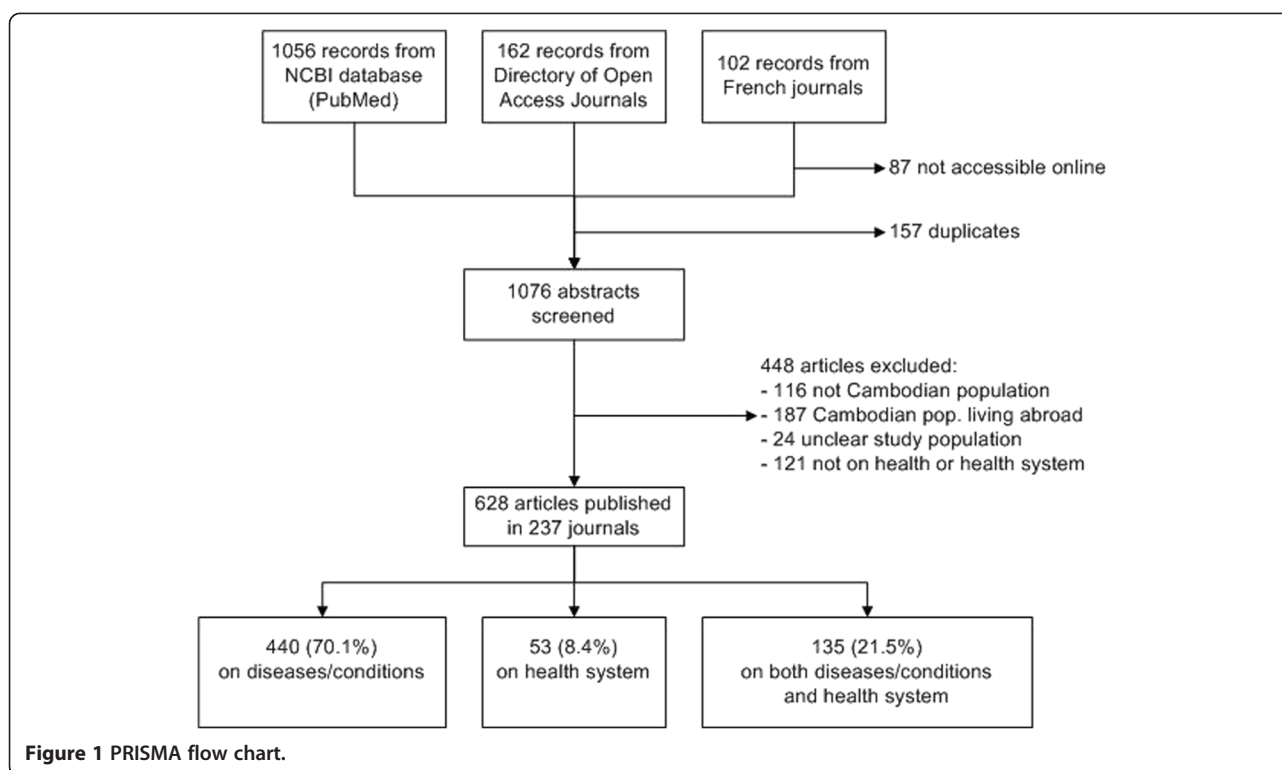 1056 records from
NCBI database
(PubMed)
162 records from
Directory of Open
Access Journals
102 records from
French journals
87 not accessible online
157 duplicates
1076 abstracts
screened
448 articles excluded:
- 116 not Cambodian population
- 187 Cambodian pop. living abroad
- 24 unclear study population
- 121 not on health or health system
628 articles published
in 237 journals
440 (70.1%)
on diseases/conditions
53 (8.4%)
on health system
135 (21.5%)
on both diseases/conditions
and health system
Figure 1 PRISMA flow chart.